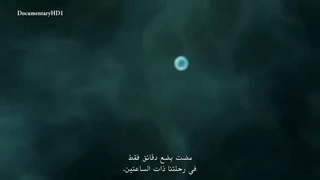 DocumentaryHD1
مضت بضع دقائق فقط
في رحلتنا ذات الساعتين.